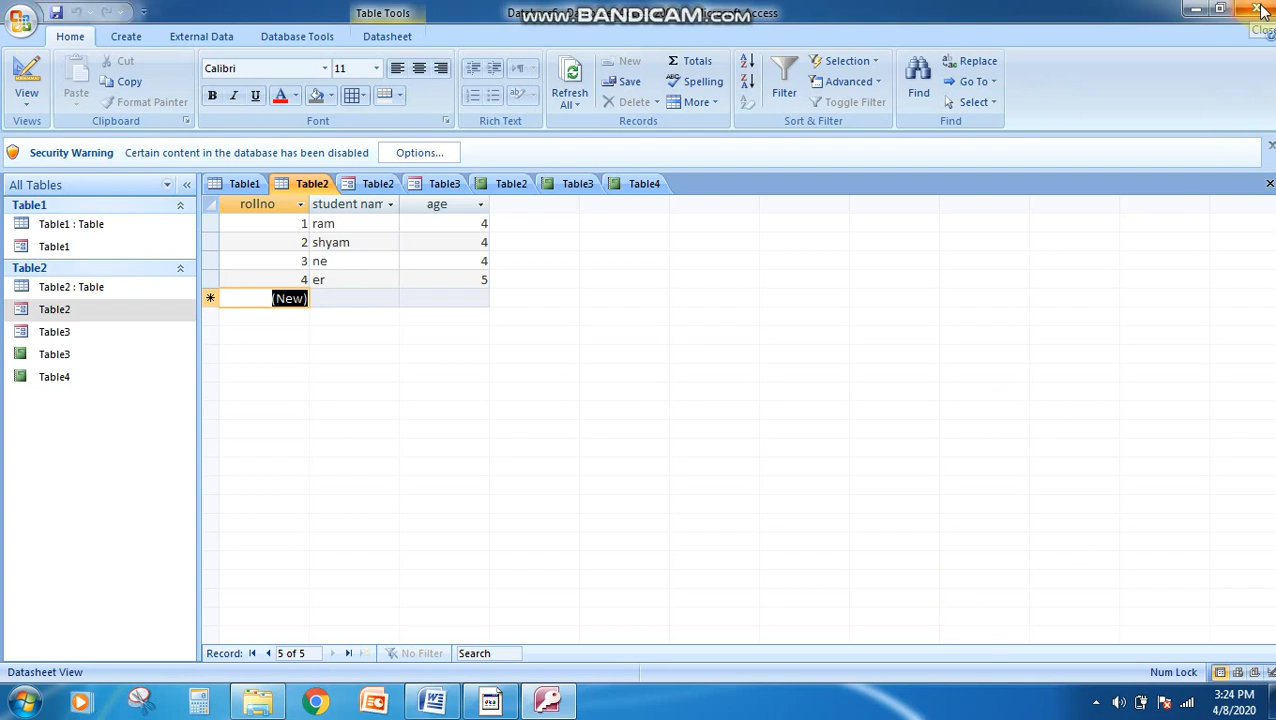 Table Tools
www.BANDICAM.com
Access
Home Create External Data Database Tools Datasheet
Close
View
Views
Paste
Cut
Copy
Format Painter
Clipboard
Calibri 11
B I U A
Font
Rich Text
Refresh All
New
Save
Delete
Totals
Spelling
More
Records
Filter
Selection
Advanced
Toggle Filter
Sort & Filter
Find
Replace
Go To
Select
Find
Security Warning Certain content in the database has been disabled Options...
All Tables
Table1
Table1 : Table
Table1
Table2
Table2 : Table
Table2
Table3
Table3
Table4
Table1 Table2 Table2 Table3 Table2 Table3 Table4
rollno student nam age
1 ram 4
2 shyam 4
3 ne 4
4 er 5
* (New)
Record: 5 of 5 No Filter Search
Datasheet View Num Lock
3:24 PM
4/8/2020